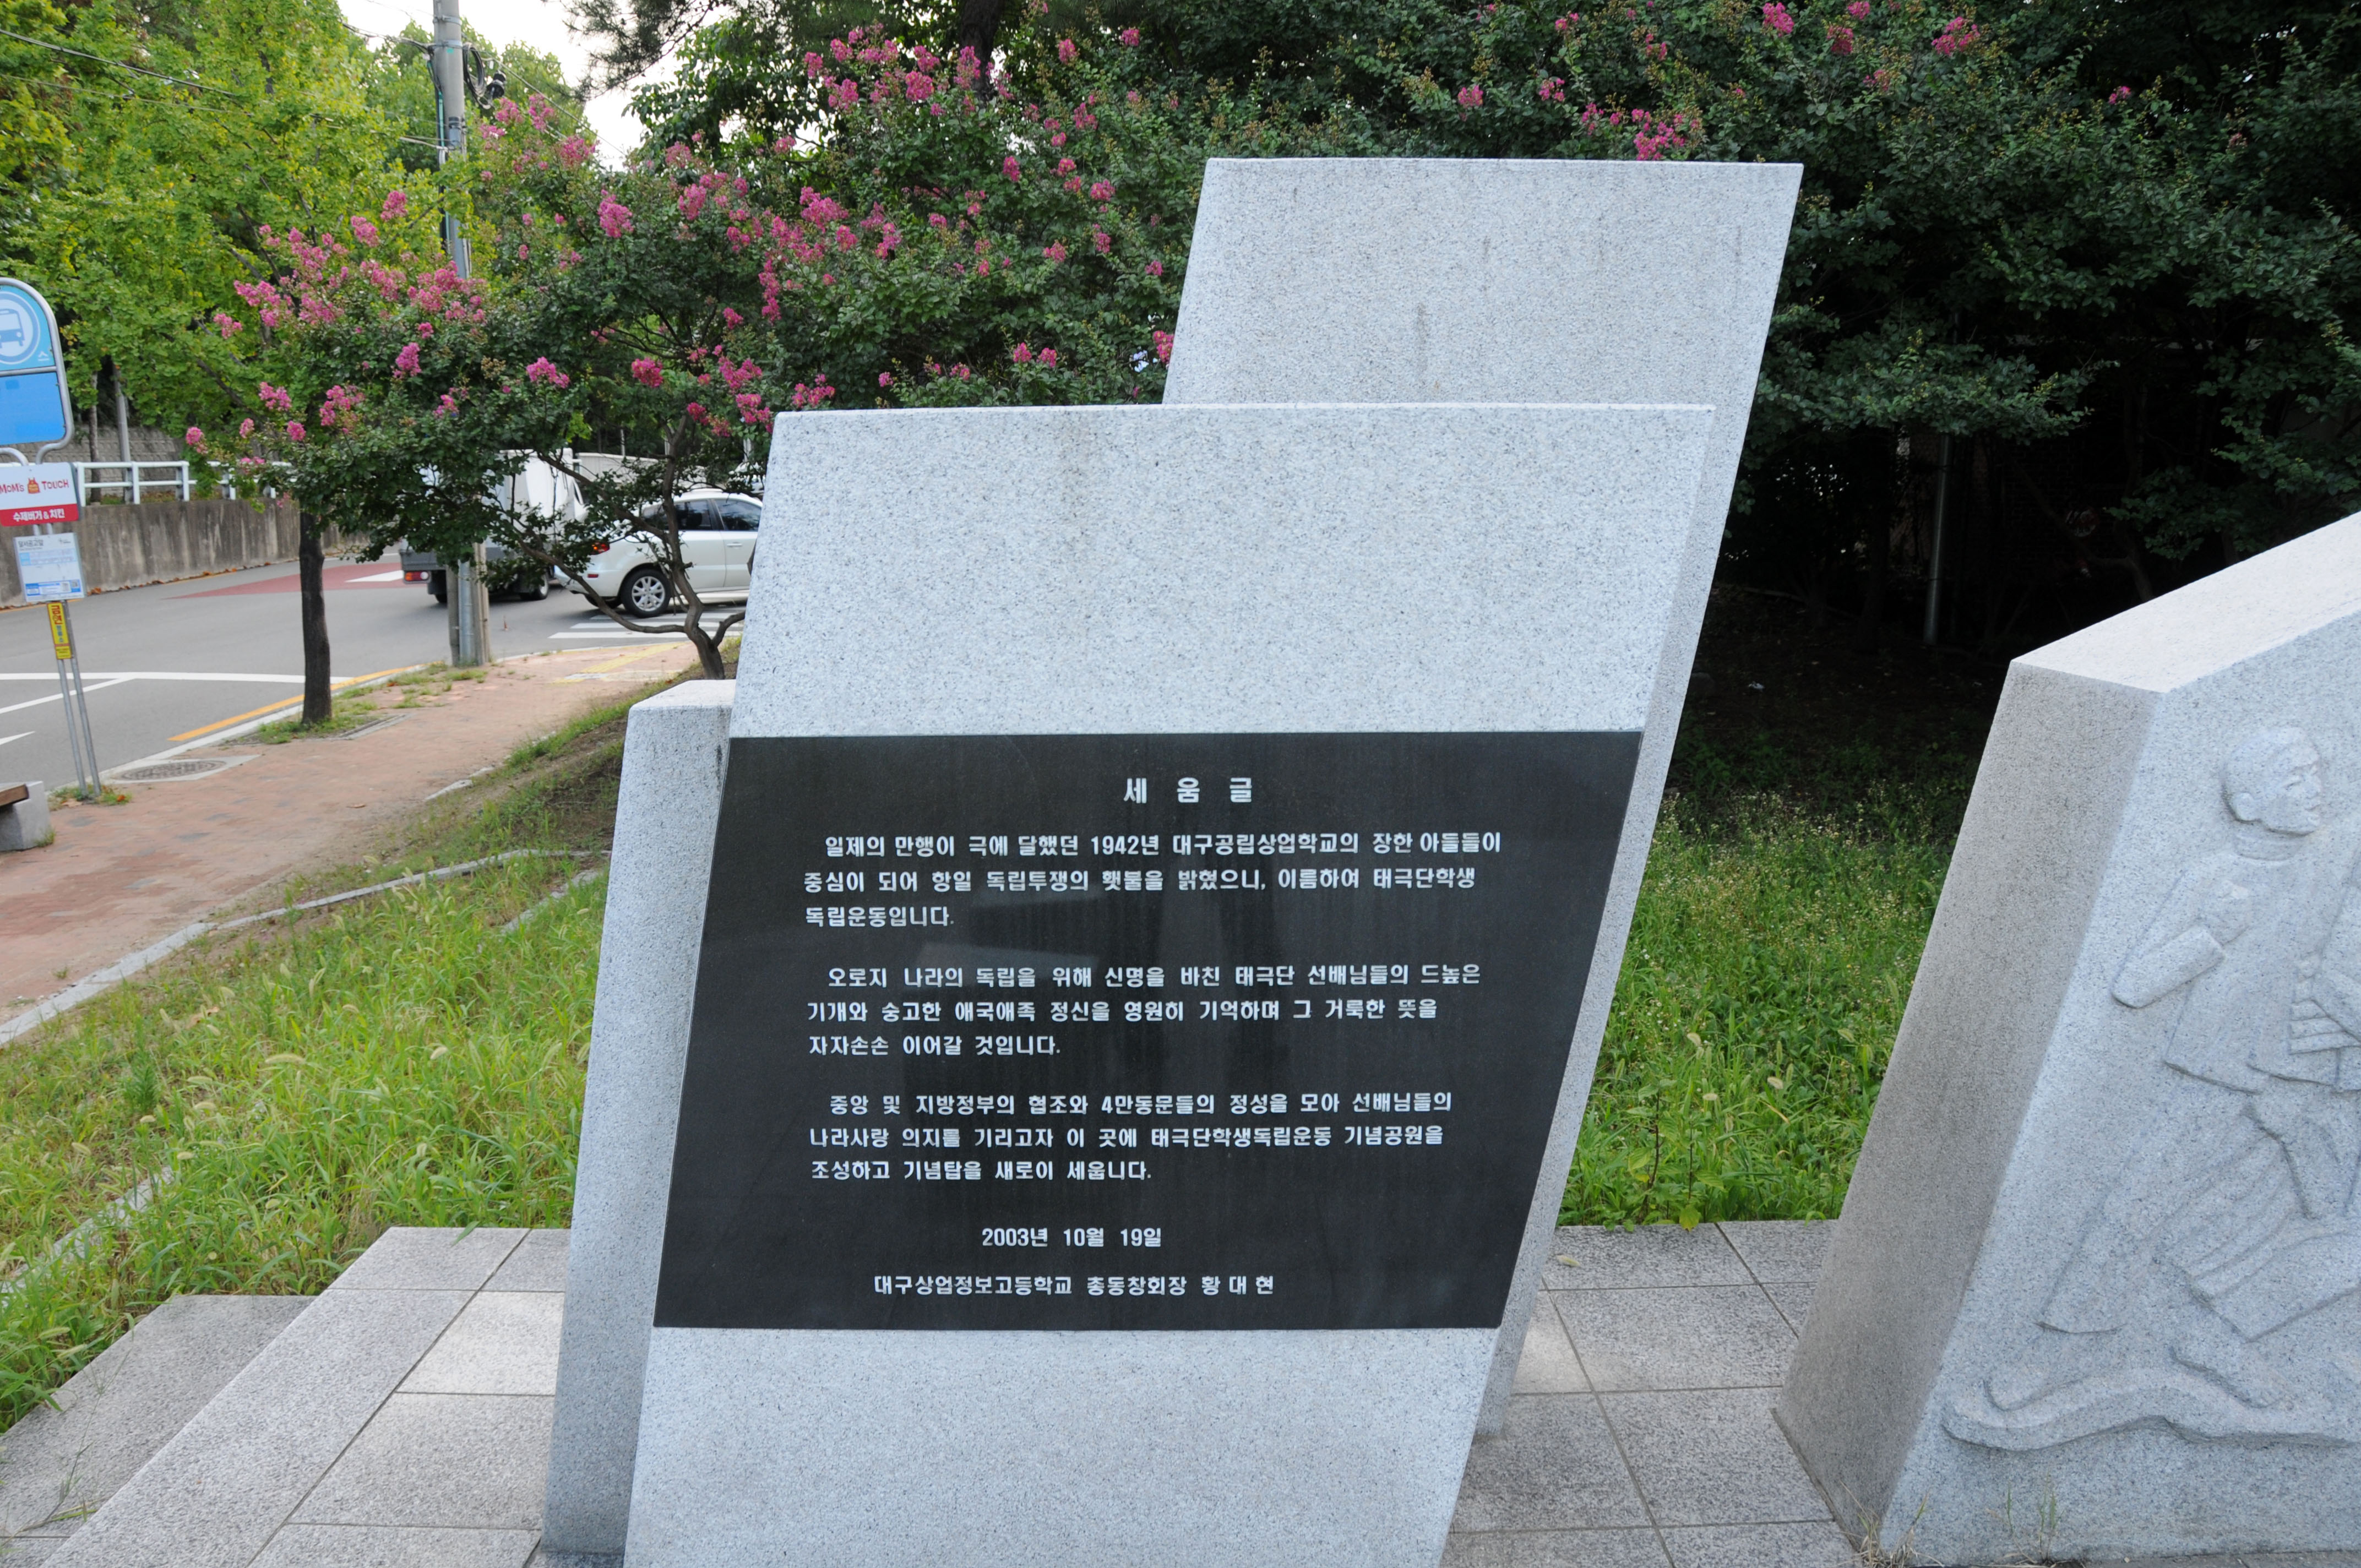 세 움 글
일제의 만행이 극에 달했던 1942년 대구공립상업학교의 장한 아들들이
중심이 되어 항일 독립투쟁의 횃불을 밝혔으니, 이름하여 태극단학생
독립운동입니다.
오로지 나라의 독립을 위해 신명을 바친 태극단 선배님들의 드높은
기개와 숭고한 애국애족 정신을 영원히 기억하며 그 거룩한 뜻을
자자손손 이어갈 것입니다.
중앙 및 지방정부의 협조와 4만동문들의 정성을 모아 선배님들의
나라사랑 의지를 기리고자 이 곳에 태극단학생독립운동 기념공원을
조성하고 기념탑을 새로이 세웁니다.
2003년 10월 19일
대구상업정보고등학교 총동창회장 황 대 현
MOM'S TOUCH
수제버거 & 치킨
금연